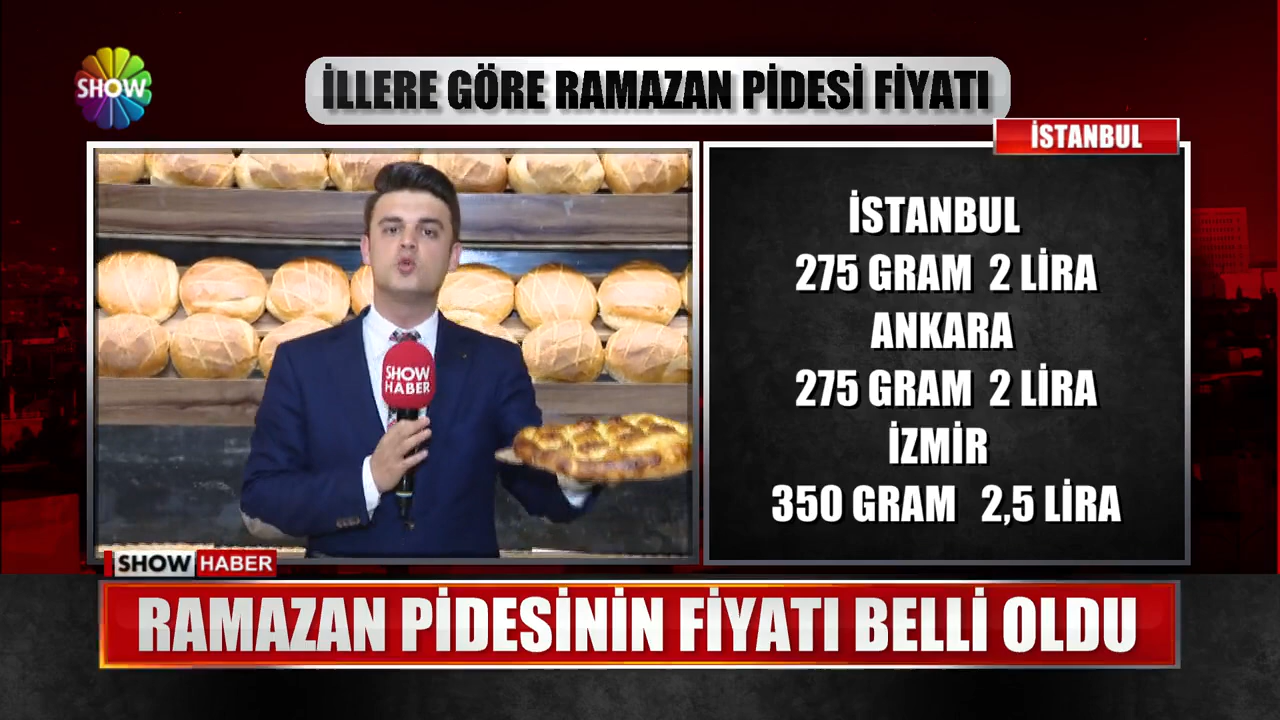 SHOW
İLLERE GÖRE RAMAZAN PİDESİ FİYATI
İSTANBUL
İSTANBUL
275 GRAM 2 LİRA
ANKARA
275 GRAM 2 LİRA
İZMİR
350 GRAM 2,5 LİRA
SHOW
HABER
SHOW HABER
RAMAZAN PİDESİNİN FİYATI BELLİ OLDU